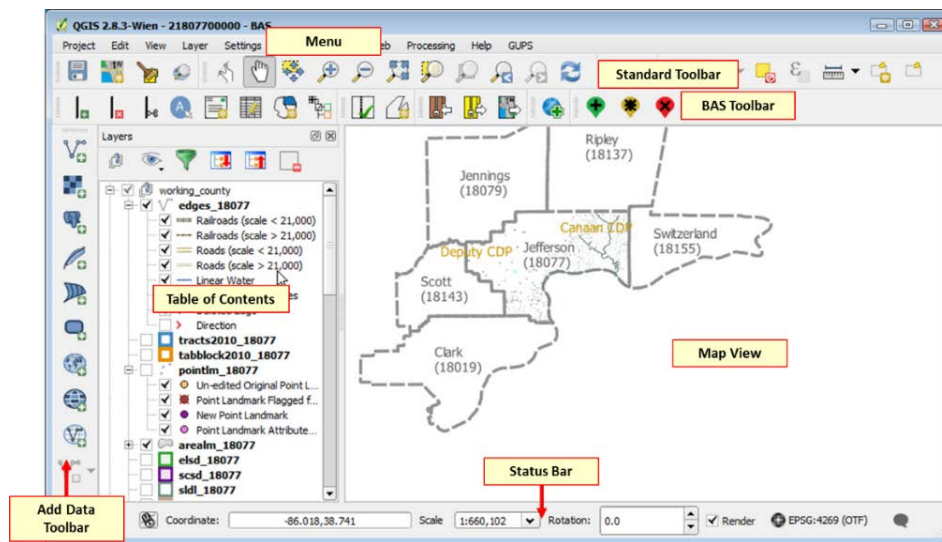 QGIS 2.8.3-Wien - 21807700000 - BAS
Project Edit View Layer Settings Processing Help GUPS
Menu
Standard Toolbar
BAS Toolbar
Layers
working_county
edges_18077
Railroads (scale < 21,000)
Railroads (scale > 21,000)
Roads (scale < 21,000)
Roads (scale > 21,000)
Linear Water
Table of Contents
Direction
tracts2010_18077
tabblock2010_18077
pointlm_18077
Un-edited Original Point L...
Point Landmark Flagged f...
New Point Landmark
Point Landmark Attribute...
arealm_18077
elsd_18077
scsd_18077
sldl_18077
Ripley
(18137)
Jennings
(18079)
Canaan CDP
Deputy CDP
Jefferson
(18077)
Switzerland
(18155)
Scott
(18143)
Clark
(18019)
Map View
Status Bar
Add Data
Toolbar
Coordinate: -86.018,38.741 Scale 1:660,102 Rotation: 0.0 Render EPSG:4269 (OTF)